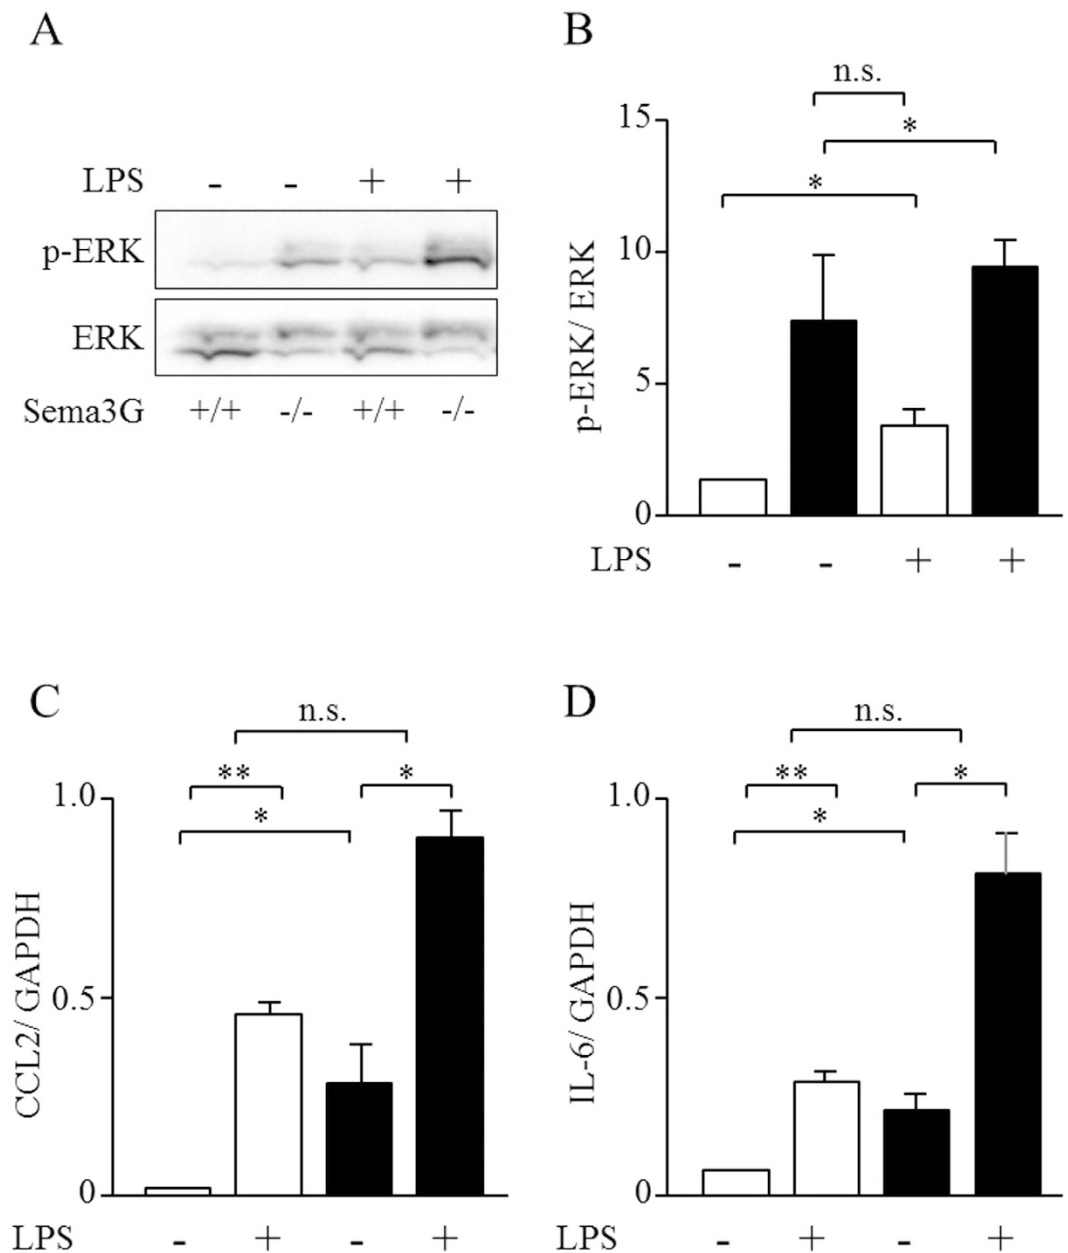 A
LPS - - + +
p-ERK
ERK
Sema3G +/+ -/- +/+ -/-
B
n.s.
*
*
15
10
5
0
p-ERK/ ERK
LPS - - + +
C
n.s.
** *
*
1.0
0.5
0
CCL2/ GAPDH
LPS - + - +
D
n.s.
** *
*
1.0
0.5
0
IL-6/ GAPDH
LPS - + - +